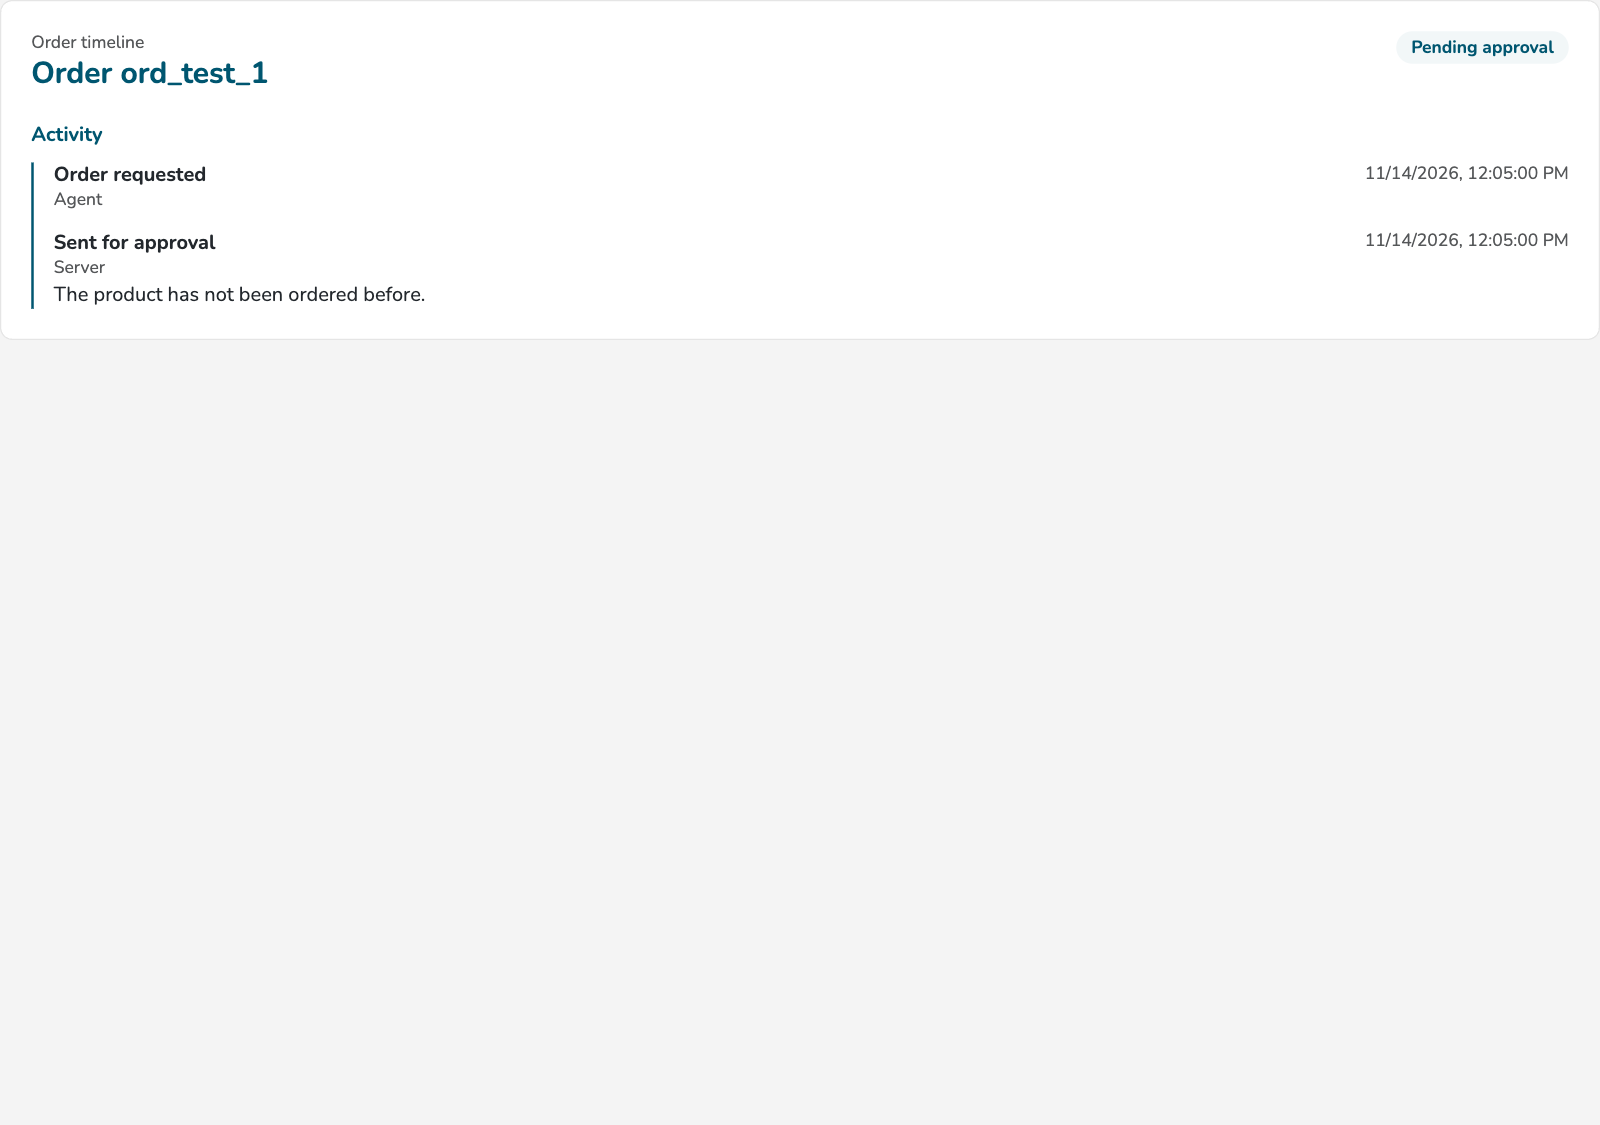 Order timeline
Pending approval
Order ord_test_1
Activity
Order requested
11/14/2026, 12:05:00 PM
Agent
Sent for approval
11/14/2026, 12:05:00 PM
Server
The product has not been ordered before.